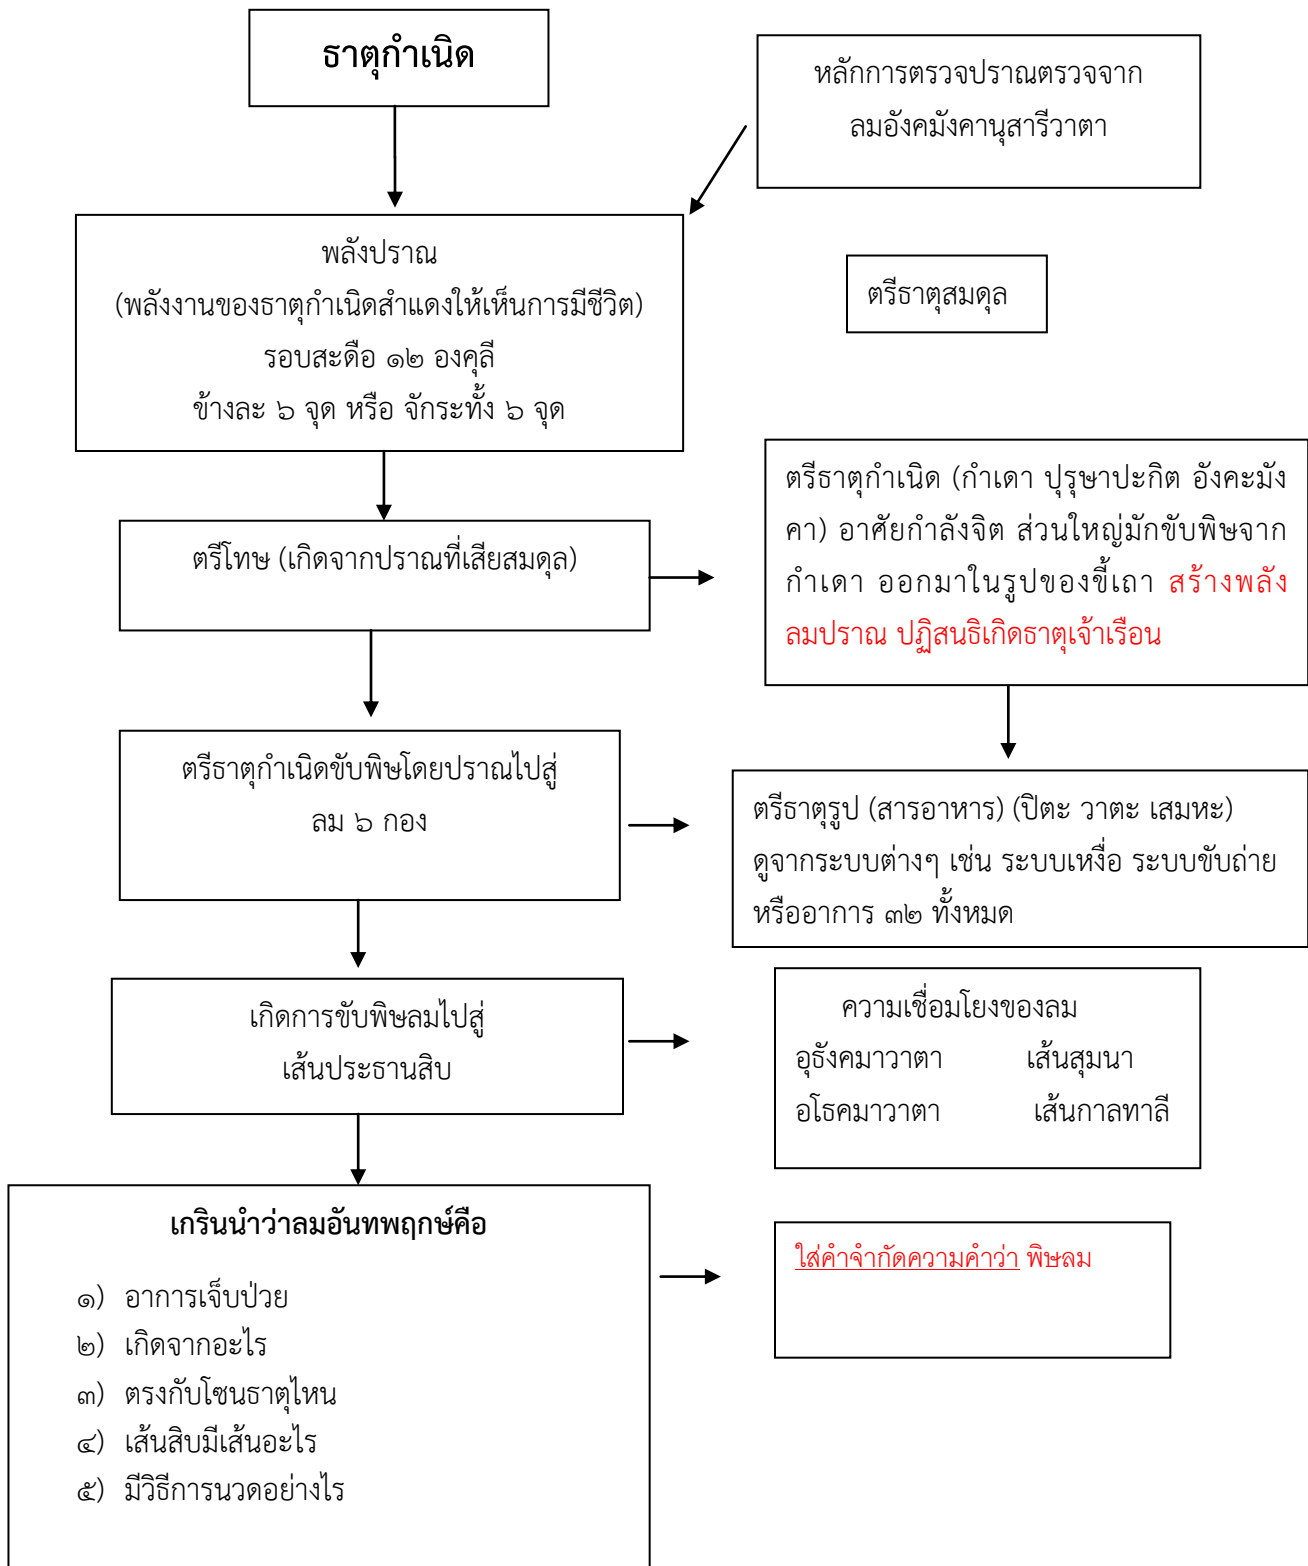 ธาตุกำเนิด
หลักการตรวจปราณตรวจจาก
ลมอังคมังคานุสารีวาตา
พลังปราณ
(พลังงานของธาตุกำเนิดสำแดงให้เห็นการมีชีวิต)
รอบสะดือ ๑๒ องคุลี
ข้างละ ๖ จุด หรือ จักระทั้ง ๖ จุด
ตรีธาตุสมดุล
ตรีโทษ (เกิดจากปราณที่เสียสมดุล)
ตรีธาตุกำเนิด (กำเดา ปุรุษาปะกิต อังคะมัง
คา) อาศัยกำลังจิต ส่วนใหญ่มักขับพิษจาก
กำเดา ออกมาในรูปของขี้เถา สร้างพลัง
ลมปราณ ปฏิสนธิเกิดธาตุเจ้าเรือน
ตรีธาตุกำเนิดขับพิษโดยปราณไปสู่
ลม ๖ กอง
ตรีธาตุรูป (สารอาหาร) (ปิตะ วาตะ เสมหะ)
ดูจากระบบต่างๆ เช่น ระบบเหงื่อ ระบบขับถ่าย
หรืออาการ ๓๒ ทั้งหมด
เกิดการขับพิษลมไปสู่
เส้นประธานสิบ
ความเชื่อมโยงของลม
อุธังคมาวาตา เส้นสุมนา
อโธคมาวาตา เส้นกาลทาลี
เกรินนำว่าลมอันทพฤกษ์คือ
๑) อาการเจ็บป่วย
๒) เกิดจากอะไร
๓) ตรงกับโซนธาตุไหน
๔) เส้นสิบมีเส้นอะไร
๕) มีวิธีการนวดอย่างไร
ใส่คำจำกัดความคำว่า พิษลม